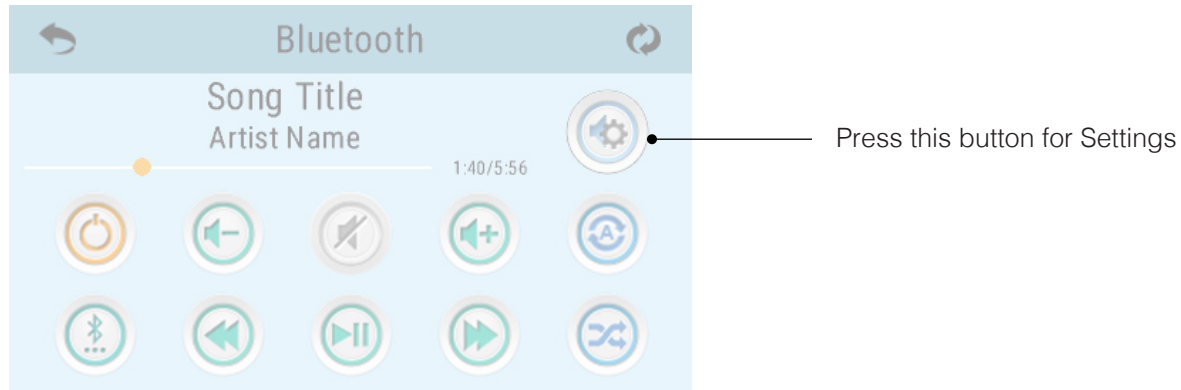 Bluetooth
Song Title
Artist Name
1:40/5:56
Press this button for Settings
A